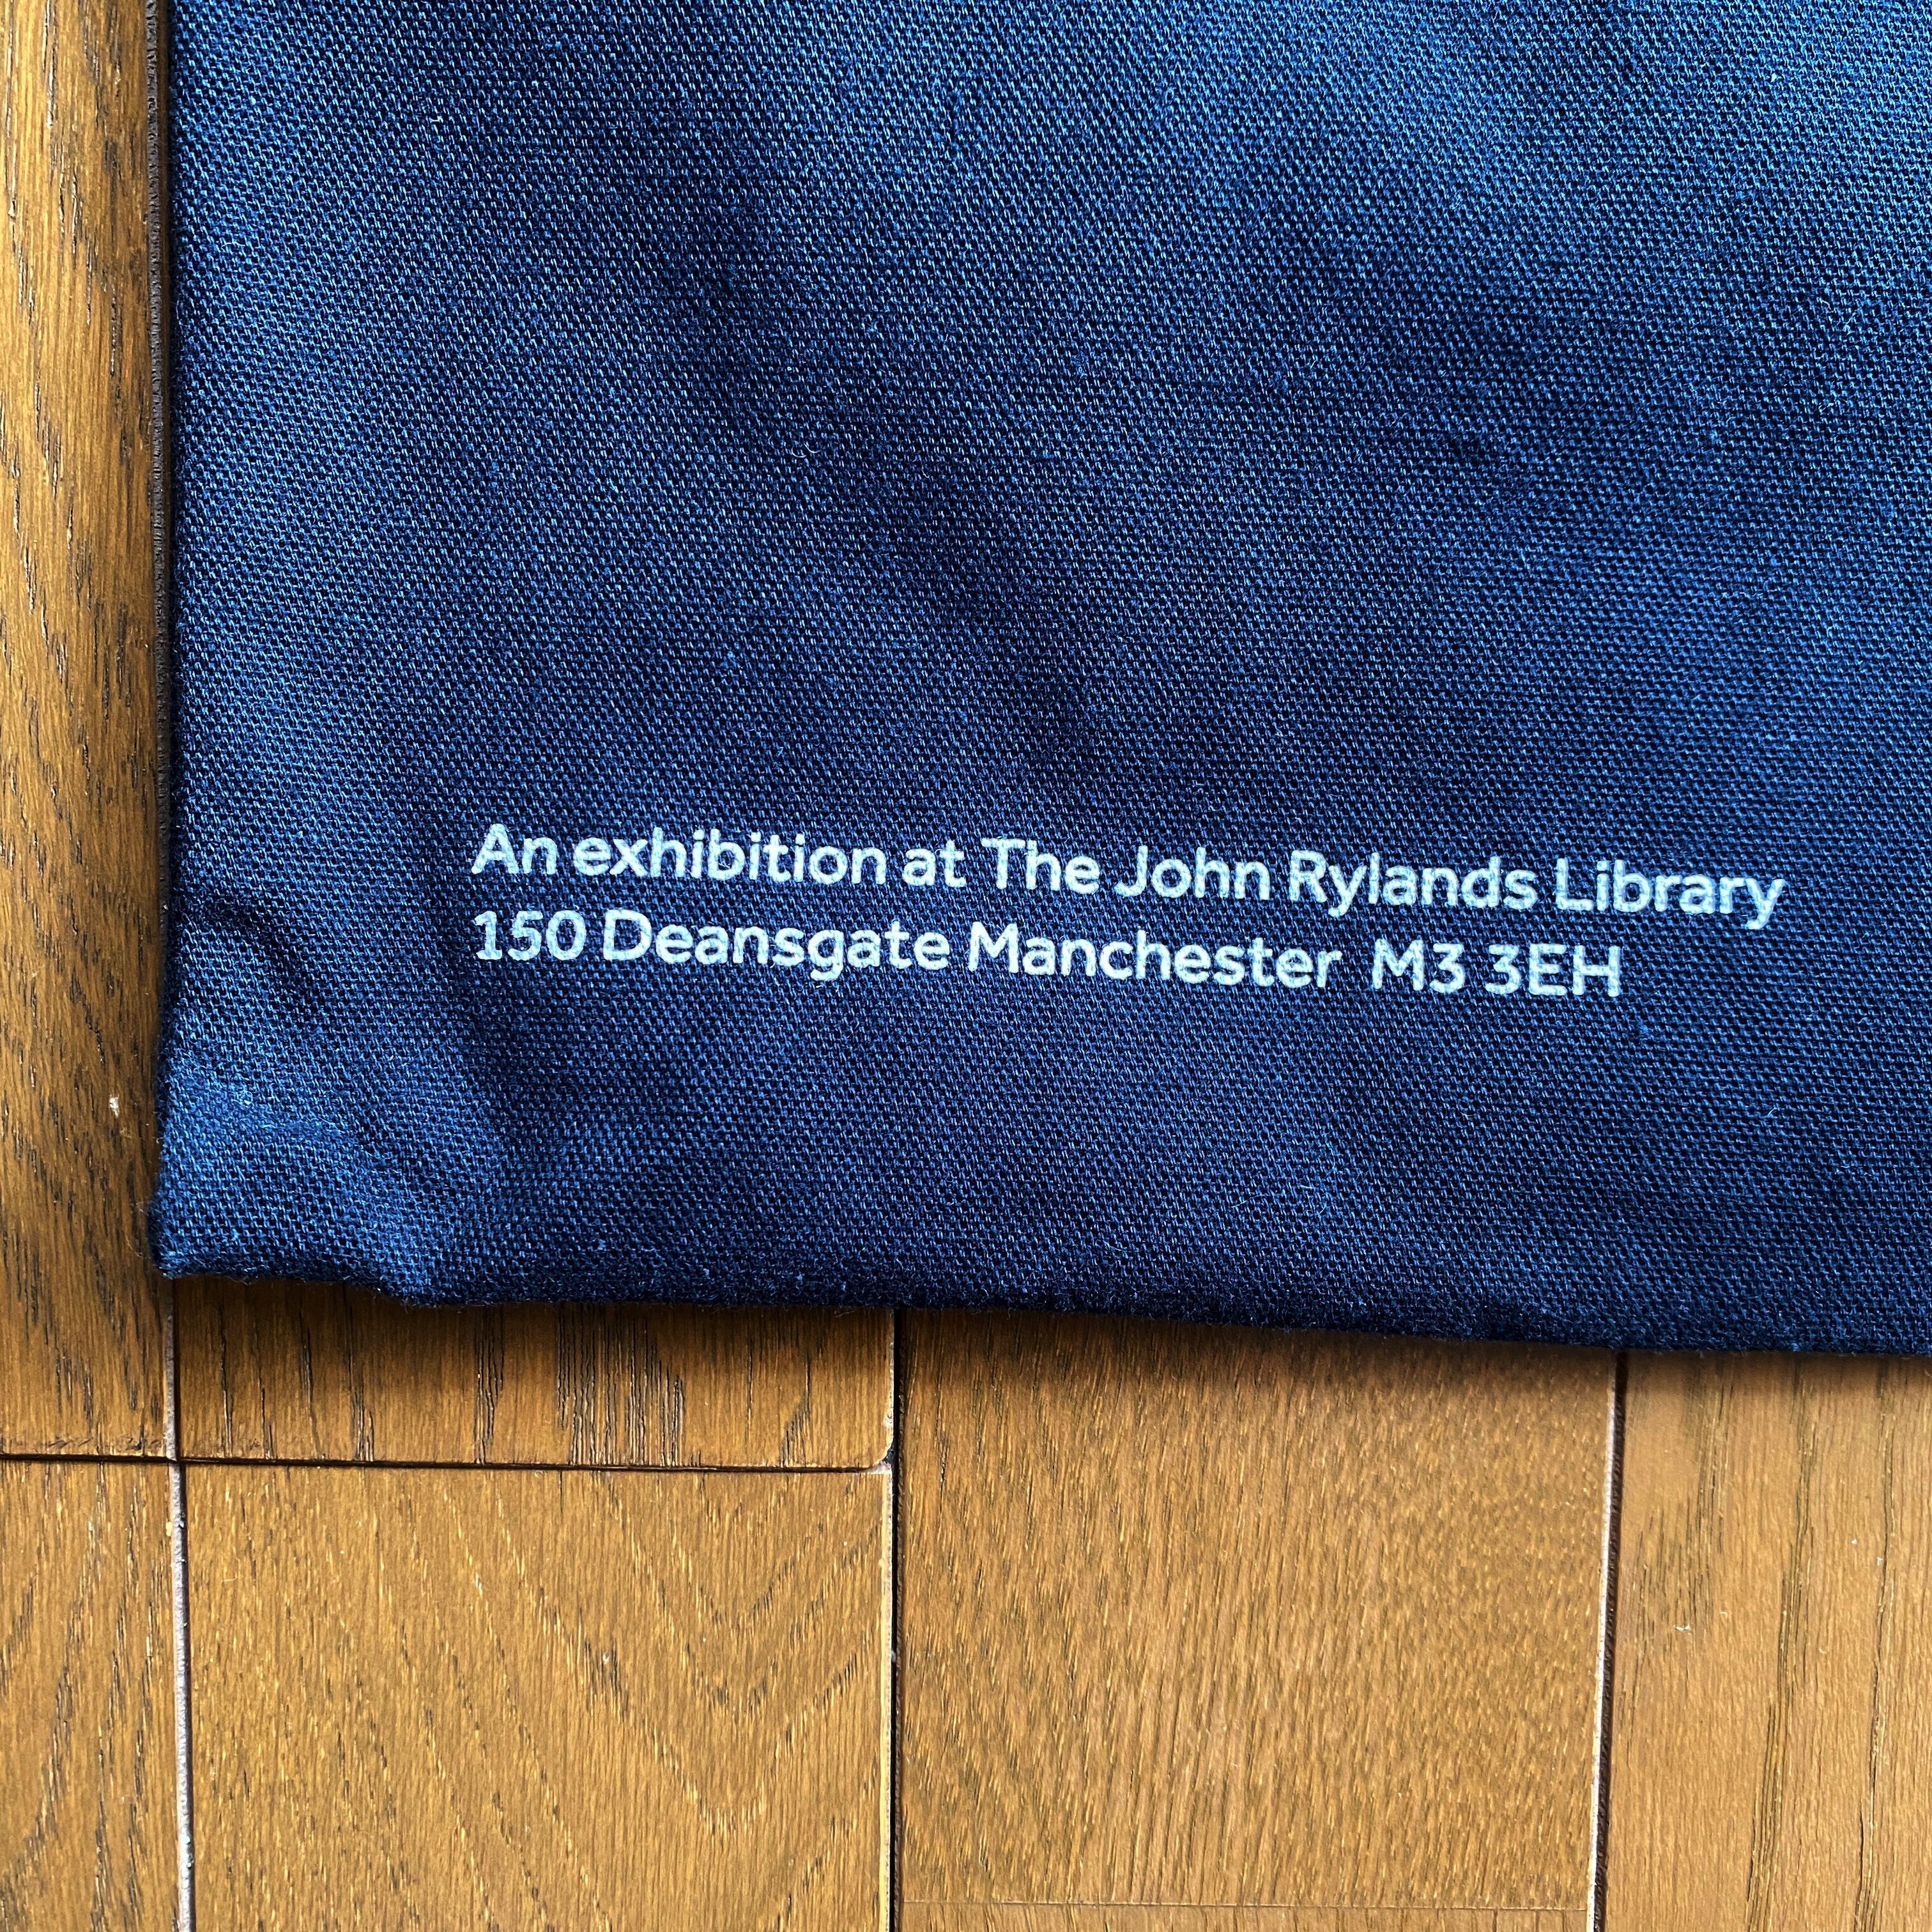 An exhibition at The John Rylands Library
150 Deansgate Manchester M3 3EH